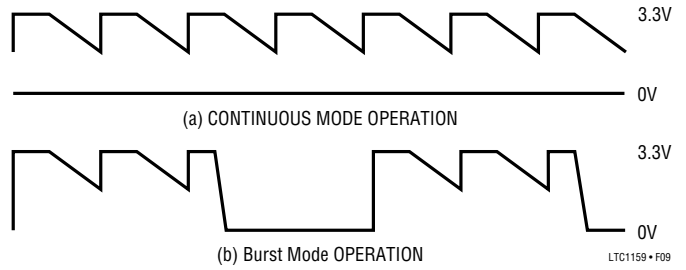 3.3V
0V
(a) CONTINUOUS MODE OPERATION
3.3V
0V
(b) Burst Mode OPERATION
LTC1159 • F09